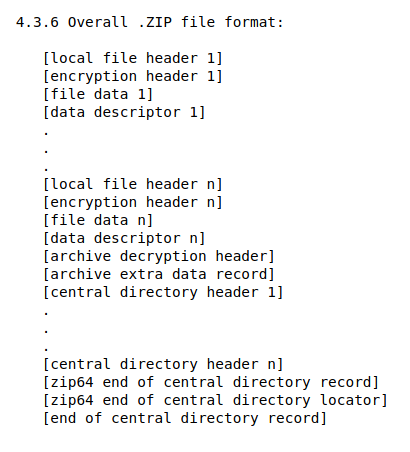 4.3.6 Overall .ZIP file format:

[local file header 1]
[encryption header 1]
[file data 1]
[data descriptor 1]
.
.
.
[local file header n]
[encryption header n]
[file data n]
[data descriptor n]
[archive decryption header]
[archive extra data record]
[central directory header 1]
.
.
.
[central directory header n]
[zip64 end of central directory record]
[zip64 end of central directory locator]
[end of central directory record]